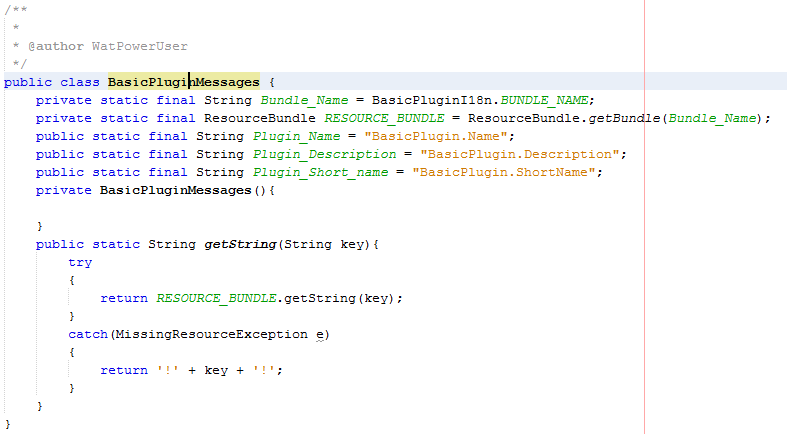 /**
 *
 * @author WatPowerUser
 */
public class BasicPluginMessages {
    private static final String Bundle_Name = BasicPluginI18n.BUNDLE_NAME;
    private static final ResourceBundle RESOURCE_BUNDLE = ResourceBundle.getBundle(Bundle_Name);
    public static final String Plugin_Name = "BasicPlugin.Name";
    public static final String Plugin_Description = "BasicPlugin.Description";
    public static final String Plugin_Short_name = "BasicPlugin.ShortName";
    private BasicPluginMessages(){

    }
    public static String getString(String key){
        try
        {
            return RESOURCE_BUNDLE.getString(key);
        }
        catch(MissingResourceException e)
        {
            return '!' + key + '!';
        }
    }
}